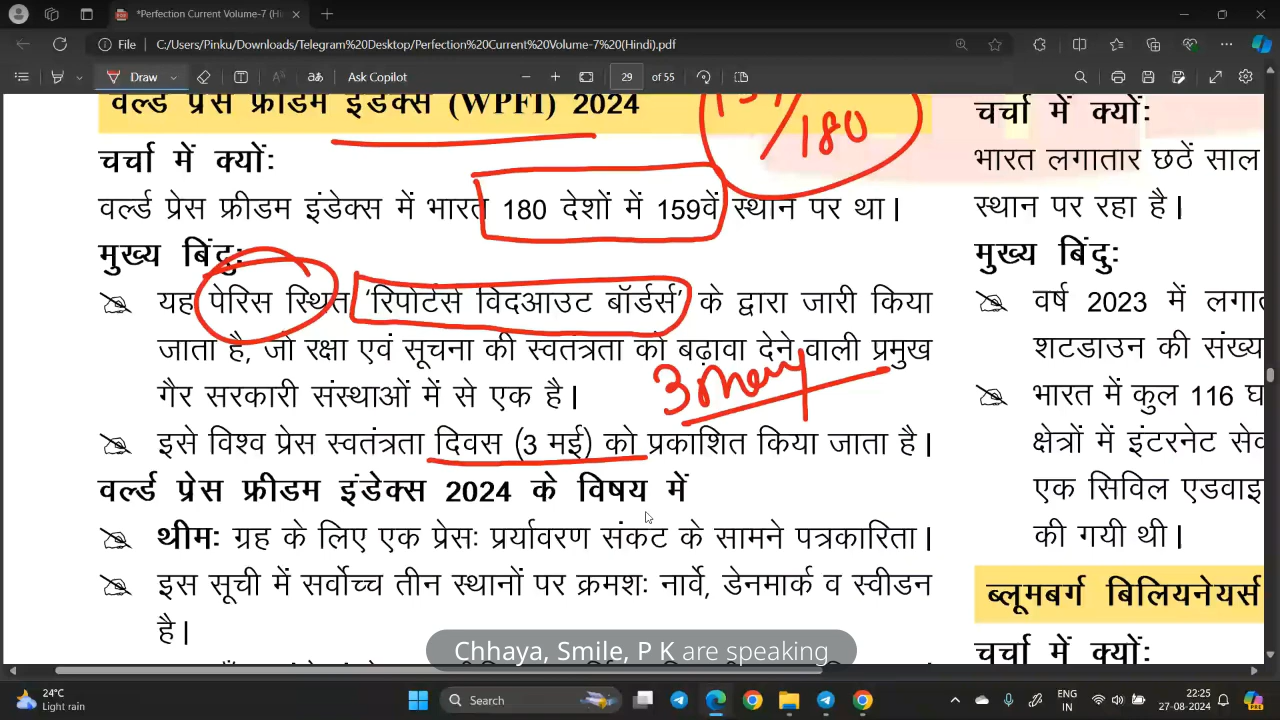 *Perfection Current Volume-7 (Hi
File C:/Users/Pinku/Downloads/Telegram%20Desktop/Perfection%20Current%20Volume-7%20(Hindi).pdf
Draw Ask Copilot 29 of 55
वर्ल्ड प्रेस फ्रीडम इंडेक्स (WPFI) 2024
/180
चर्चा में क्यों:
वर्ल्ड प्रेस फ्रीडम इंडेक्स में भारत 180 देशों में 159वें स्थान पर था।
मुख्य बिंदु:
यह पेरिस स्थित 'रिपोर्टर्स विदआउट बॉर्डर्स' के द्वारा जारी किया
जाता है, जो रक्षा एवं सूचना की स्वतंत्रता को बढ़ावा देने वाली प्रमुख
गैर सरकारी संस्थाओं में से एक है।
3 may
इसे विश्व प्रेस स्वतंत्रता दिवस (3 मई) को प्रकाशित किया जाता है।
वर्ल्ड प्रेस फ्रीडम इंडेक्स 2024 के विषय में
थीम: ग्रह के लिए एक प्रेस: पर्यावरण संकट के सामने पत्रकारिता।
इस सूची में सर्वोच्च तीन स्थानों पर क्रमश: नार्वे, डेनमार्क व स्वीडन
है।
चर्चा में क्यों:
भारत लगातार छठें साल
स्थान पर रहा है।
मुख्य बिंदु:
वर्ष 2023 में लगात
शटडाउन की संख्य
भारत में कुल 116 घ
क्षेत्रों में इंटरनेट सेव
एक सिविल एडवाइ
की गयी थी।
ब्लूमबर्ग बिलियनेयर्स
चर्चा में क्यों:
Chhaya, Smile, P K are speaking
24°C
Light rain
Search
ENG
IN
22:25
27-08-2024